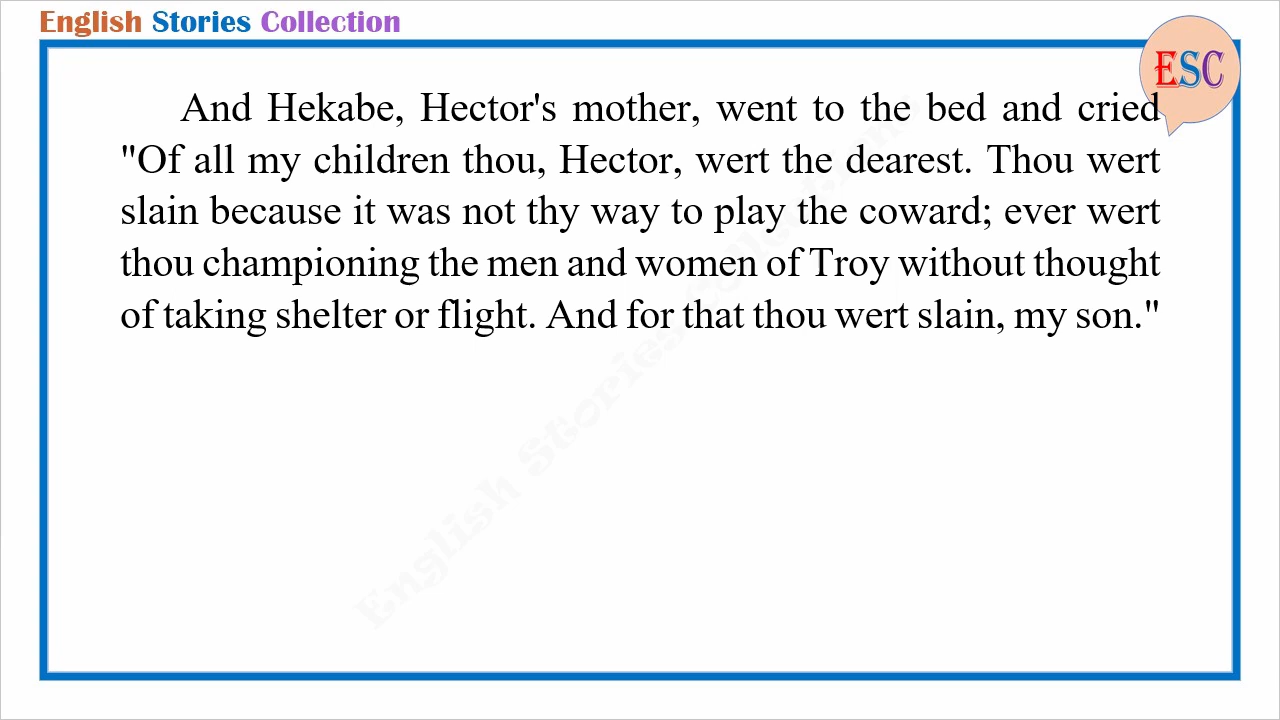 English Stories Collection
ESC
And Hekabe, Hector's mother, went to the bed and cried
"Of all my children thou, Hector, wert the dearest. Thou wert
slain because it was not thy way to play the coward; ever wert
thou championing the men and women of Troy without thought
of taking shelter or flight. And for that thou wert slain, my son."
English Stories Collections